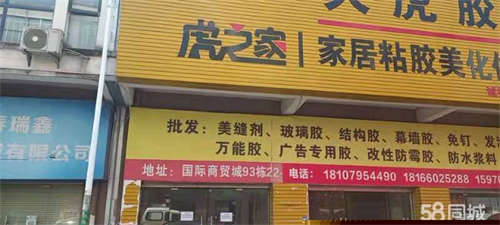 虎胶
虎之家
家居粘胶美化
瑞鑫
有限公司
批发：美缝剂、玻璃胶、结构胶、幕墙胶、免钉、发泡
万能胶、广告专用胶、改性防霉胶、防水浆料
地址：国际商贸城93栋22
电话：18107954490 18166025288 1597
58同城